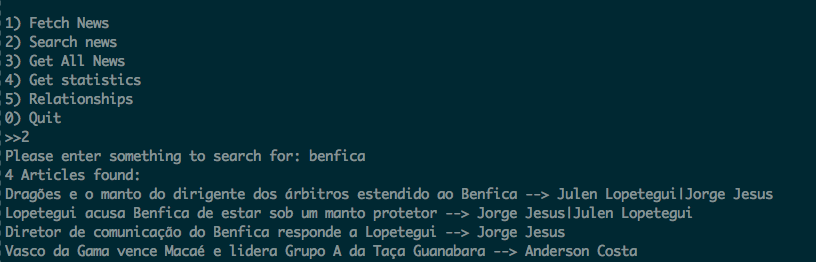 1) Fetch News
2) Search news
3) Get All News
4) Get statistics
5) Relationships
0) Quit
>>2
Please enter something to search for: benfica
4 Articles found:
Dragões e o manto do dirigente dos árbitros estendido ao Benfica --> Julen Lopetegui|Jorge Jesus
Lopetegui acusa Benfica de estar sob um manto protetor --> Jorge Jesus|Julen Lopetegui
Diretor de comunicação do Benfica responde a Lopetegui --> Jorge Jesus
Vasco da Gama vence Macaé e lidera Grupo A da Taça Guanabara --> Anderson Costa